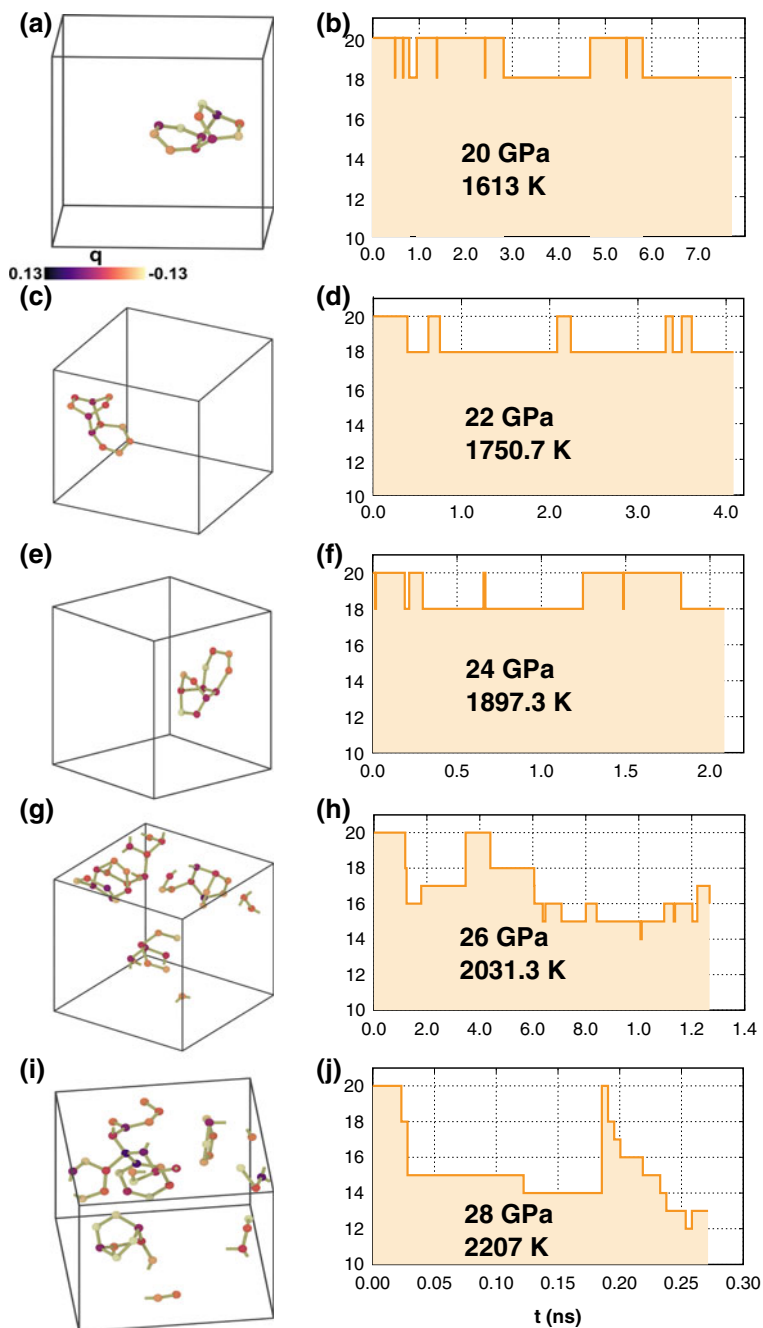 (a)
q
0.13 -0.13
(b)
20
18
16
14
12
10
20 GPa
1613 K
0.0 1.0 2.0 3.0 4.0 5.0 6.0 7.0
(c)
(d)
20
18
16
14
12
10
22 GPa
1750.7 K
0.0 1.0 2.0 3.0 4.0
(e)
(f)
20
18
16
14
12
10
24 GPa
1897.3 K
0.0 0.5 1.0 1.5 2.0
(g)
(h)
20
18
16
14
12
10
26 GPa
2031.3 K
0.0 2.0 4.0 6.0 8.0 1.0 1.2 1.4
(i)
(j)
20
18
16
14
12
10
28 GPa
2207 K
0.00 0.05 0.10 0.15 0.20 0.25 0.30
t (ns)